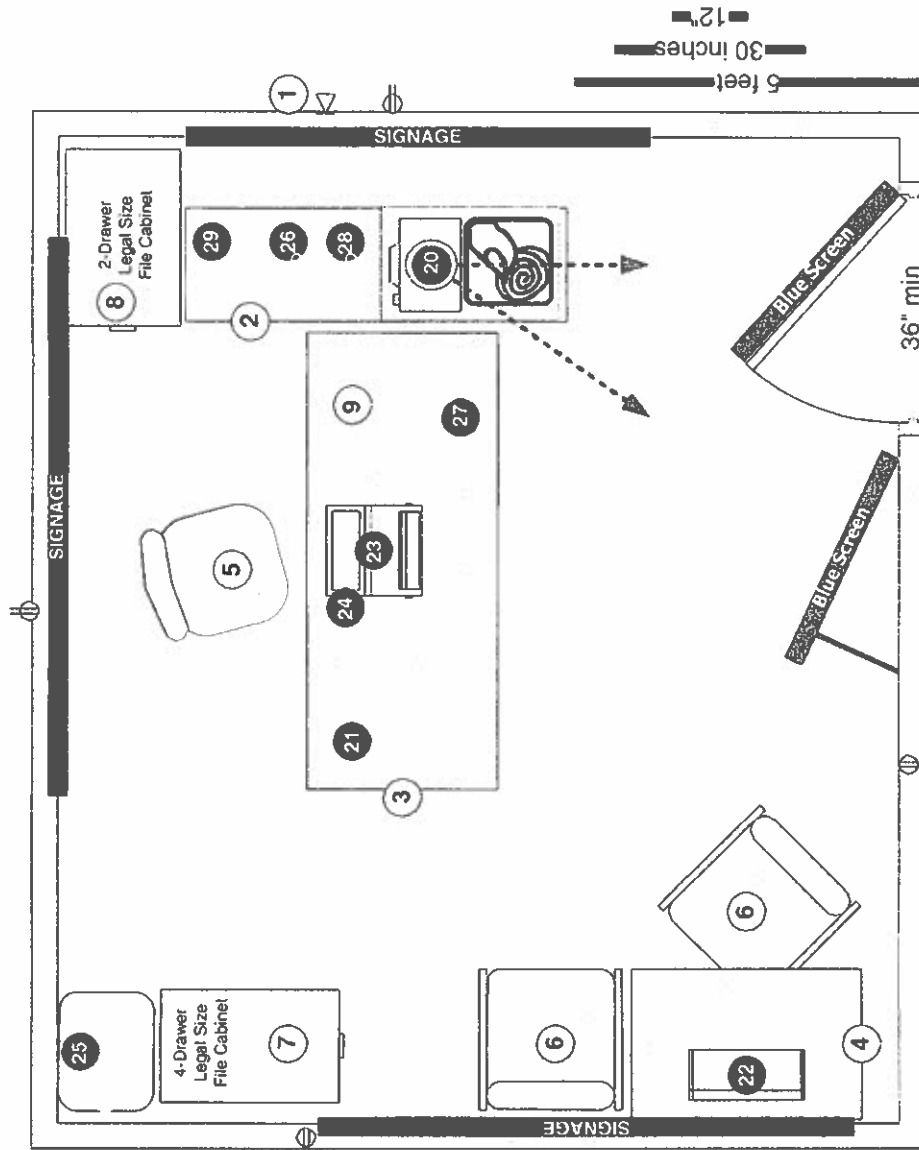 12"
30 inches
5 feet
1
SIGNAGE
2-Drawer
Legal Size
File Cabinet
8
29
26
28
2
20
Blue Screen
36" min
9
27
SIGNAGE
5
23
24
21
3
Blue Screen
25
4-Drawer
Legal Size
File Cabinet
7
6
6
22
4
SIGNAGE